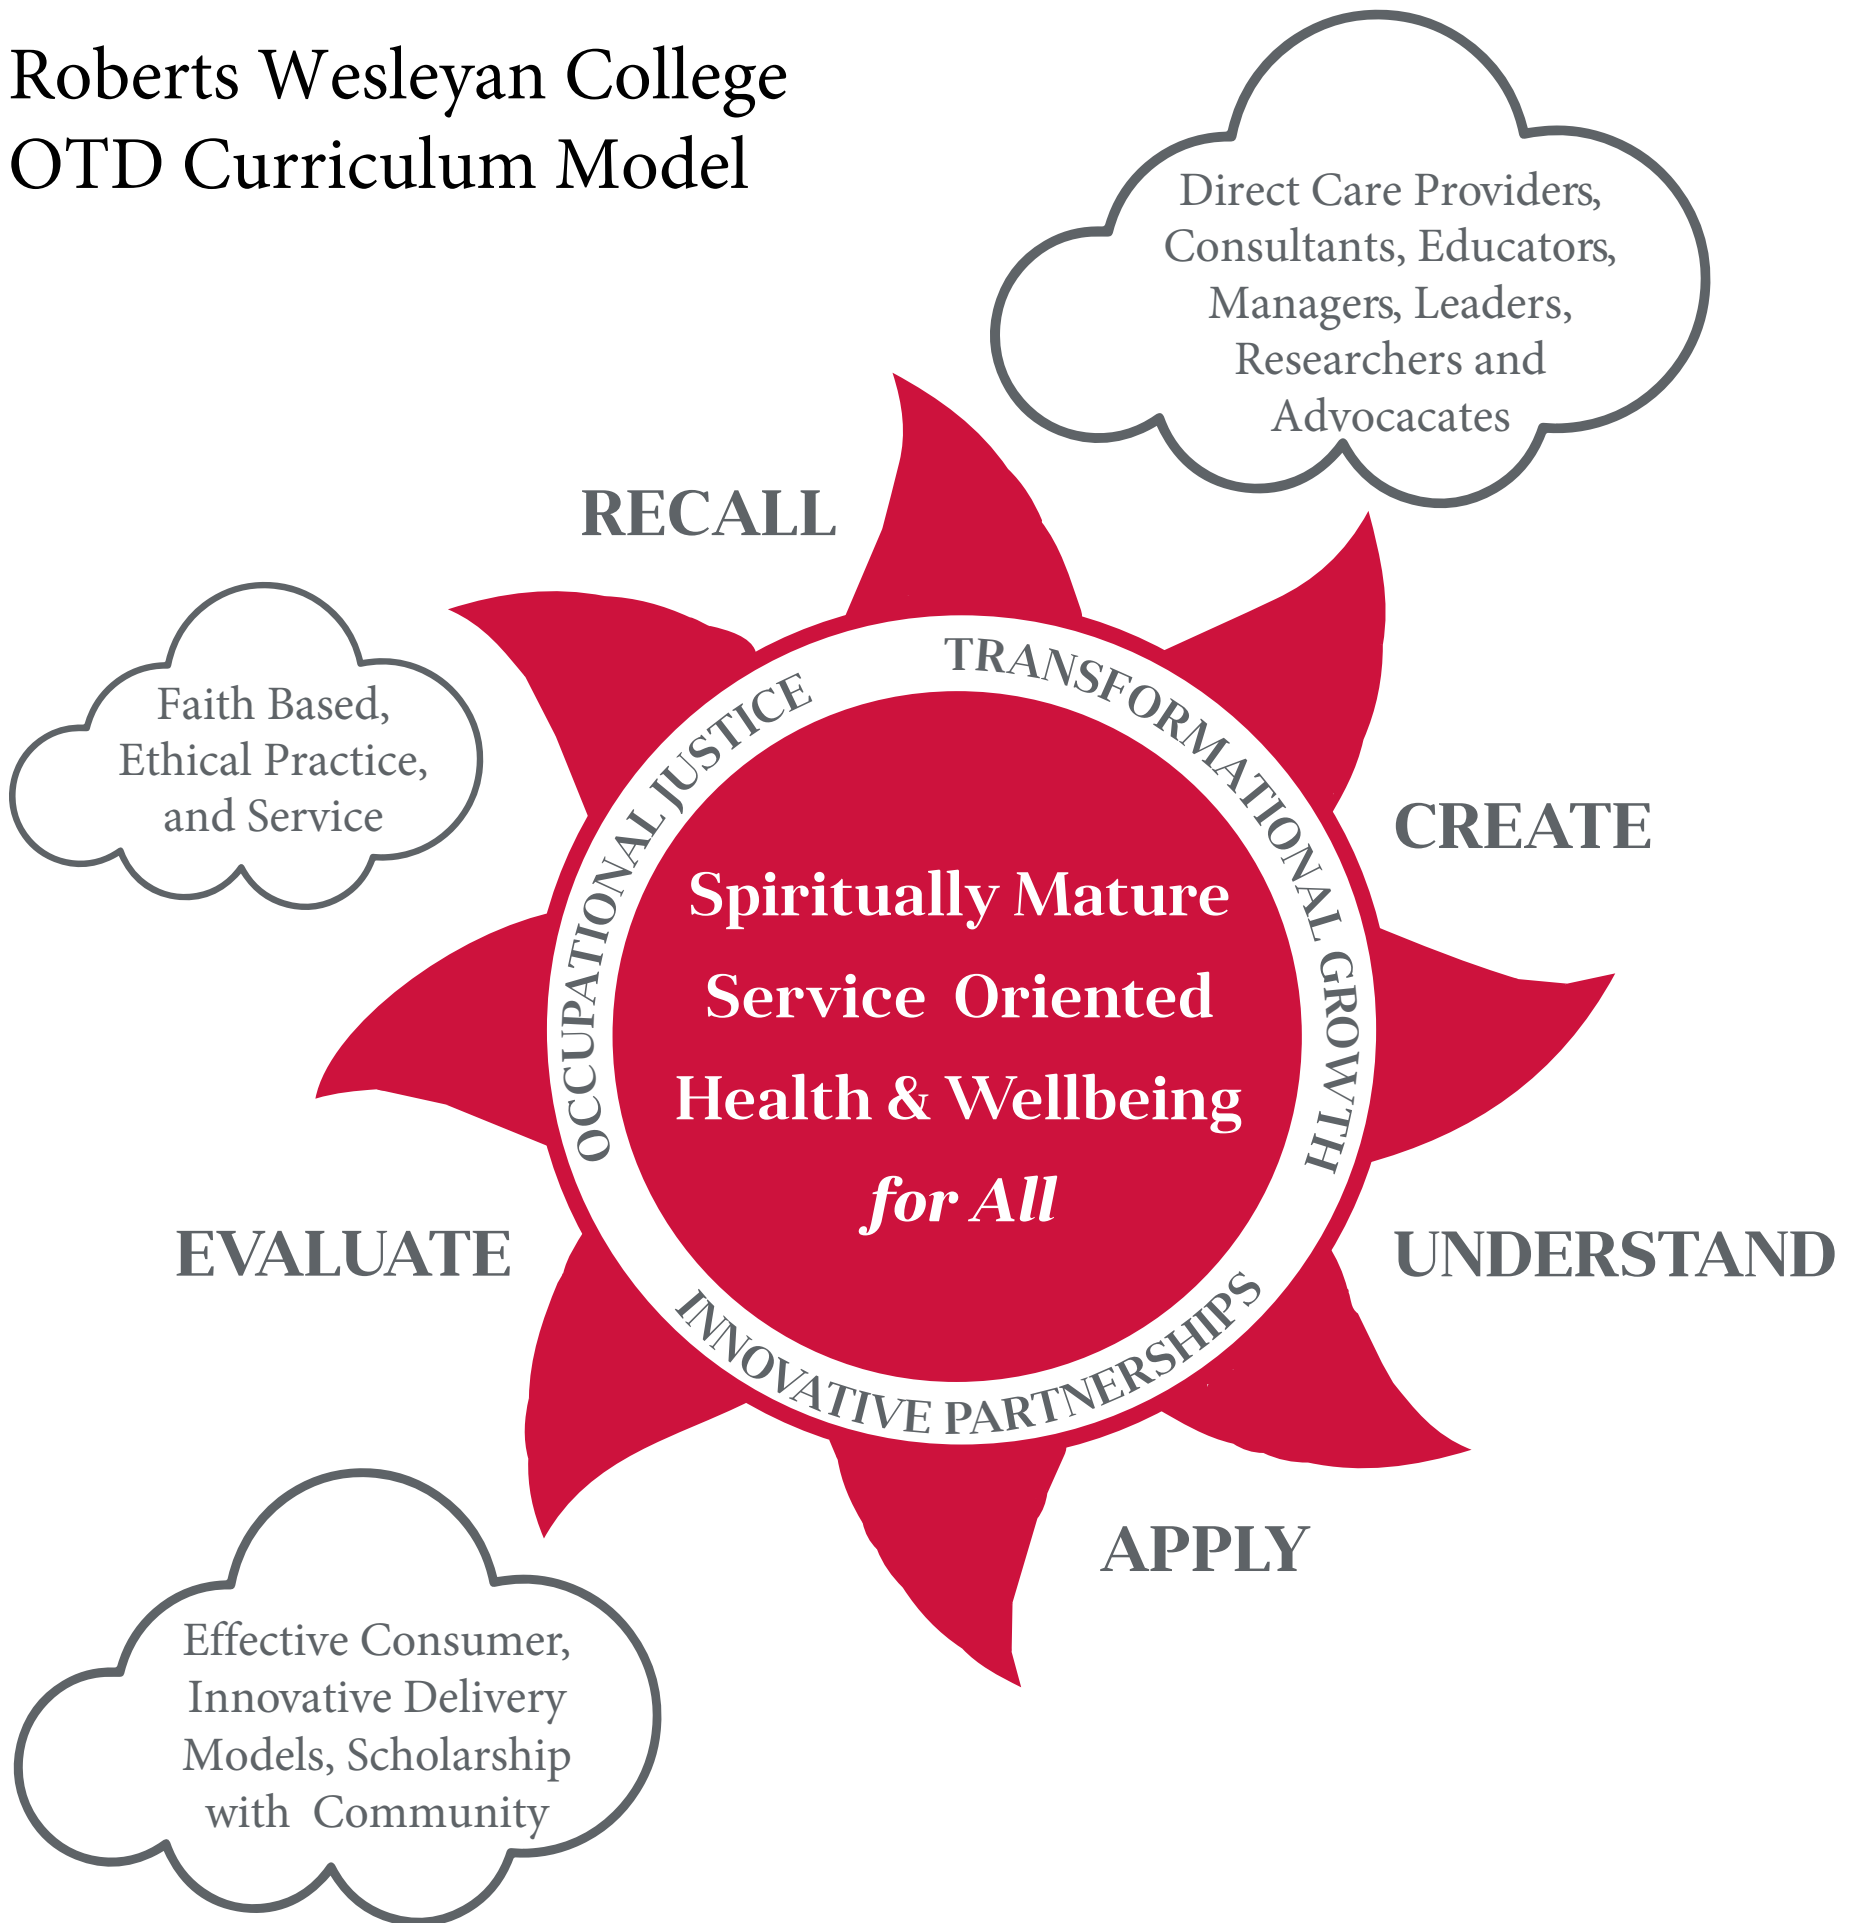 Roberts Wesleyan College
OTD Curriculum Model
Direct Care Providers,
Consultants, Educators,
Managers, Leaders,
Researchers and
Advocacates
RECALL
Faith Based,
Ethical Practice,
and Service
CREATE
OCCUPATIONAL JUSTICE
TRANSFORMATIONAL GROWTH
Spiritually Mature
Service Oriented
Health & Wellbeing
for All
INNOVATIVE PARTNERSHIPS
EVALUATE
UNDERSTAND
APPLY
Effective Consumer,
Innovative Delivery
Models, Scholarship
with Community